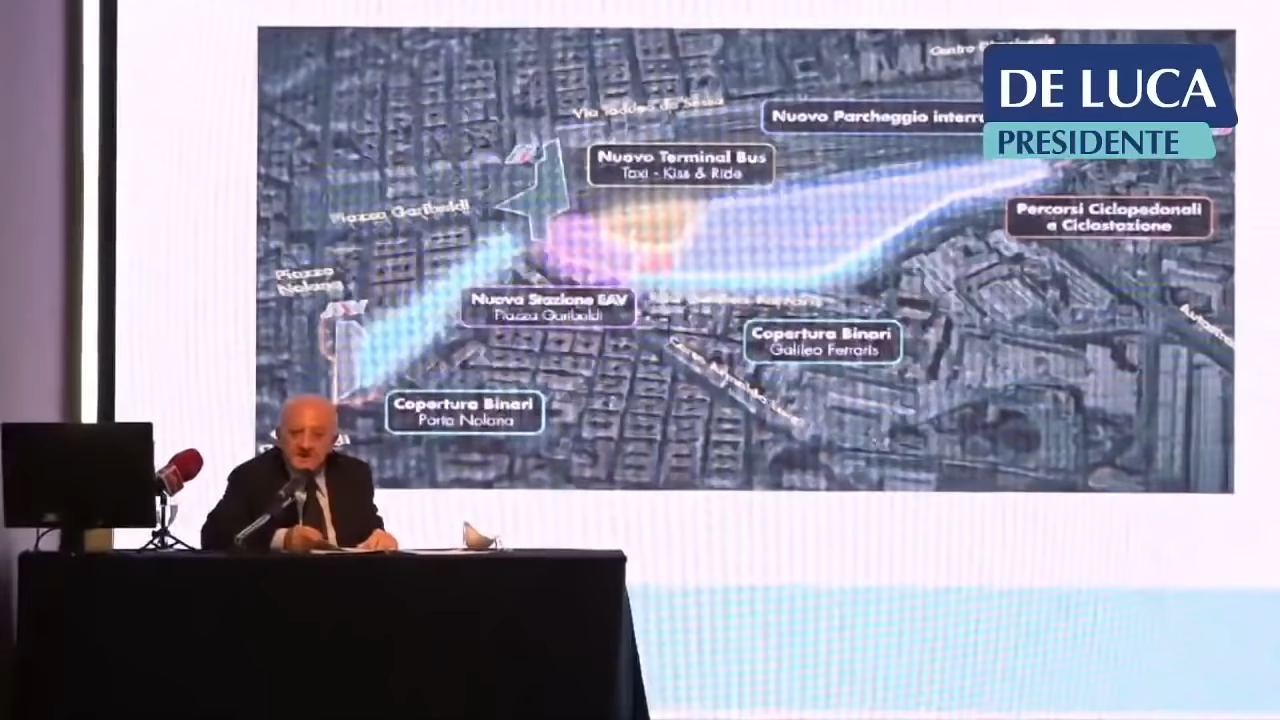 DE LUCA
PRESIDENTE
Via Taddeo da Sessa
Nuovo Parcheggio
Nuovo Terminal Bus
Taxi - Kiss & Ride
Piazza Garibaldi
Percorsi Ciclopedonali
e Ciclostazione
Piazza
Nolana
Nuova Stazione EAV
Piazza Garibaldi
Copertura Binari
Galileo Ferraris
Copertura Binari
Porta Nolana